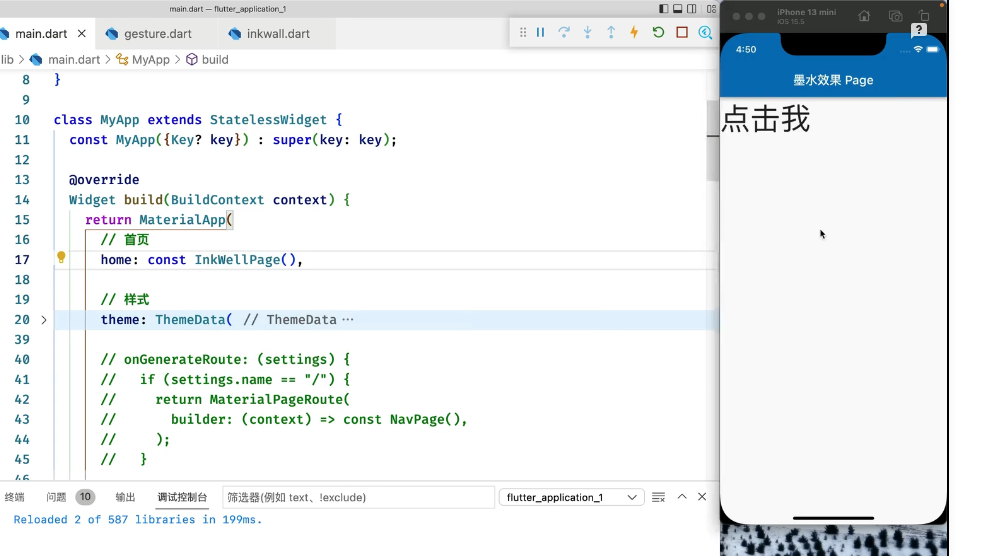 main.dart — flutter_application_1
main.dart
gesture.dart
inkwall.dart
lib > main.dart > MyApp > build
8 }
9
10 class MyApp extends StatelessWidget {
11 const MyApp({Key? key}) : super(key: key);
12
13 @override
14 Widget build(BuildContext context) {
15 return MaterialApp(
16 // 首页
17 home: const InkWellPage(),
18
19 // 样式
20 theme: ThemeData( // ThemeData ···
39
40 // onGenerateRoute: (settings) {
41 // if (settings.name == "/") {
42 // return MaterialPageRoute(
43 // builder: (context) => const NavPage(),
44 // );
45 // }
46
终端 问题 10 输出 调试控制台 筛选器(例如 text、!exclude) flutter_application_1
Reloaded 2 of 587 libraries in 199ms.
iPhone 13 mini
iOS 15.5
?
4:50
墨水效果 Page
点击我